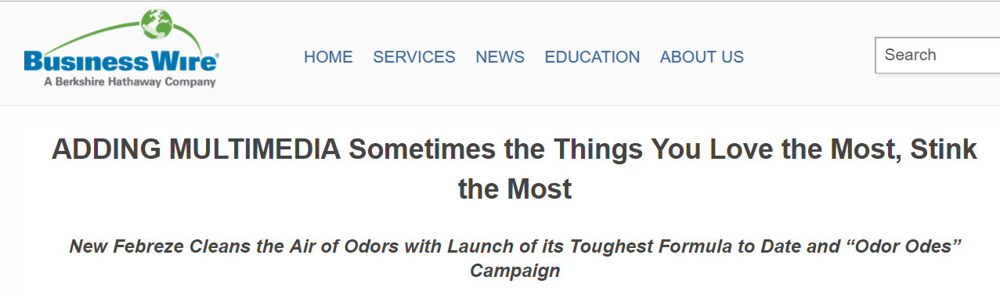 BUSINESS WIRE®
A Berkshire Hathaway Company
HOME SERVICES NEWS EDUCATION ABOUT US
Search
ADDING MULTIMEDIA Sometimes the Things You Love the Most, Stink
the Most
New Febreze Cleans the Air of Odors with Launch of its Toughest Formula to Date and “Odor Odes”
Campaign